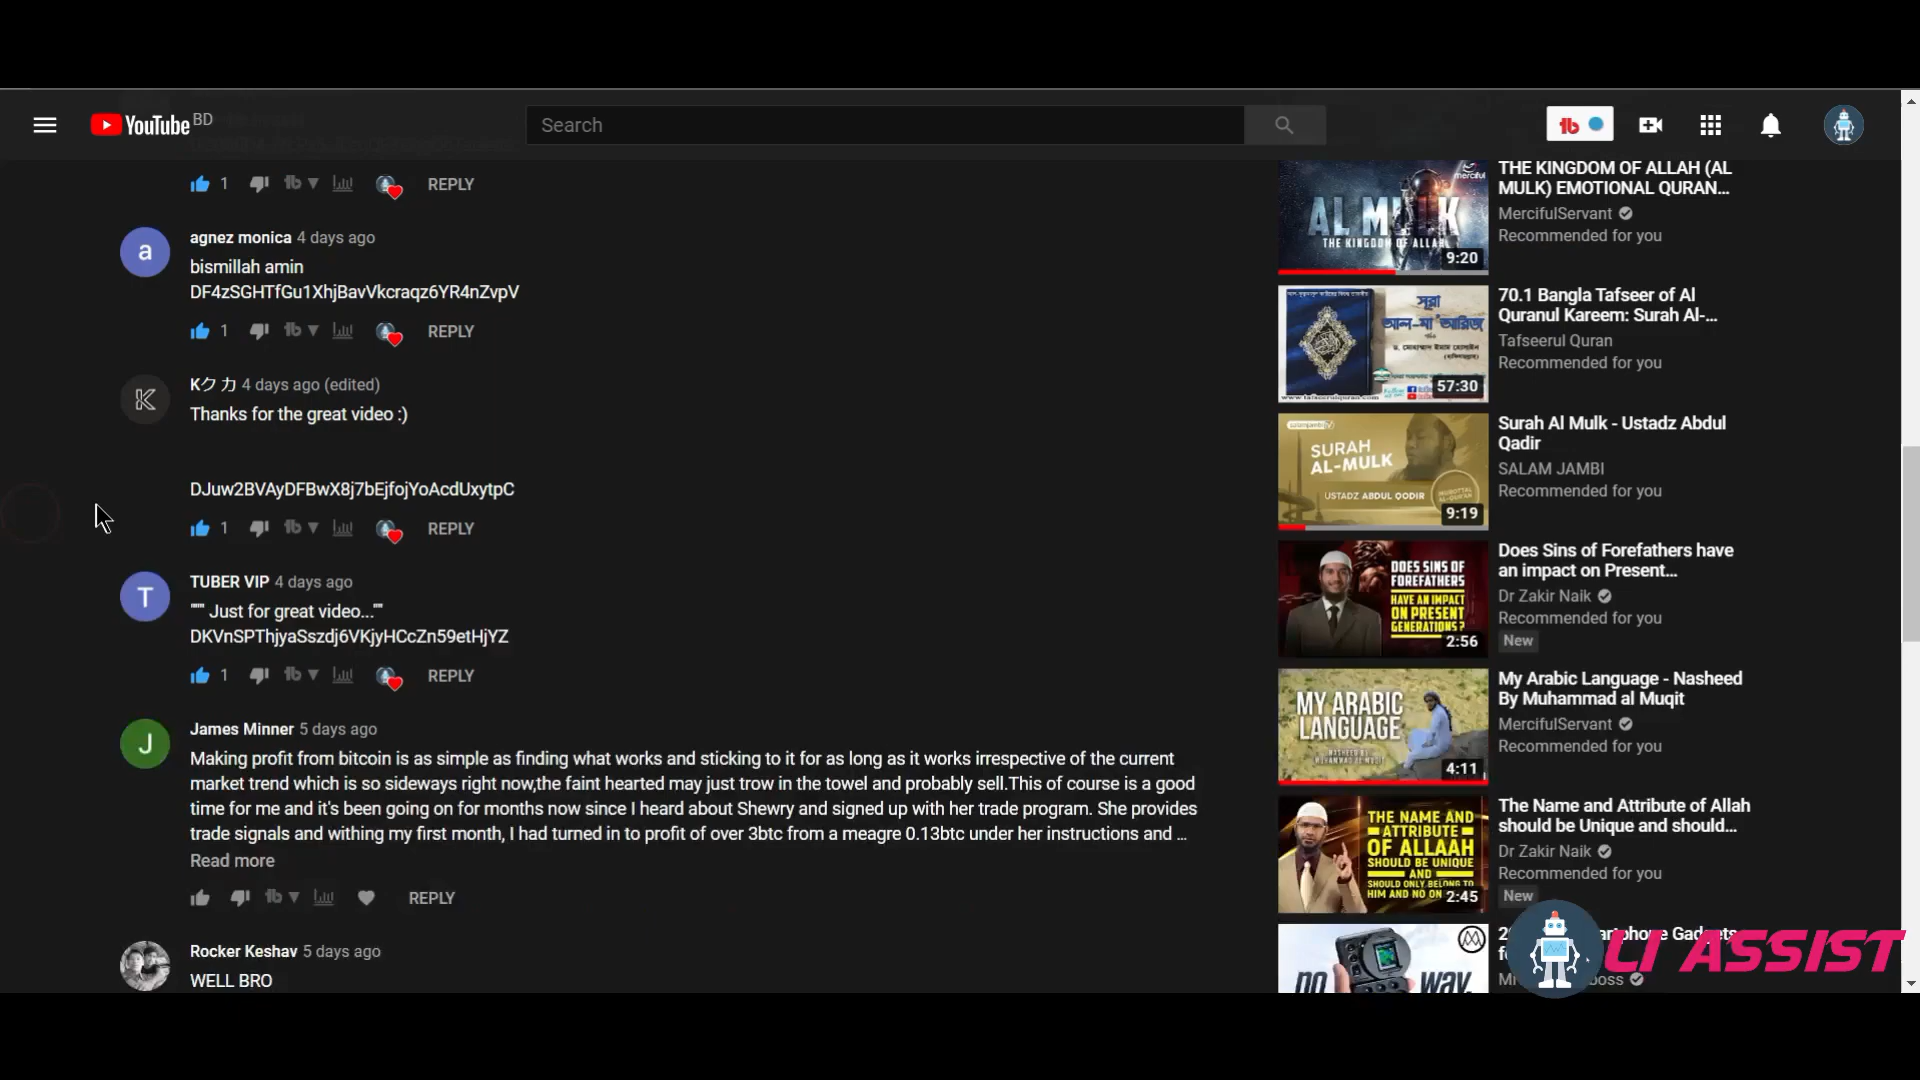 YouTube BD
Search
1 REPLY
agnez monica 4 days ago
bismillah amin
DF4zSGHTfGu1XhjBavVkcraqz6YR4nZvpV
1 REPLY
Kク カ 4 days ago (edited)
Thanks for the great video :)
DJuw2BVAyDFBwX8j7bEjfojYoAcdUxytpC
1 REPLY
TUBER VIP 4 days ago
""" Just for great video...""
DKVnSPThjyaSszdj6VKjyHCcZn59etHjYZ
1 REPLY
James Minner 5 days ago
Making profit from bitcoin is as simple as finding what works and sticking to it for as long as it works irrespective of the current
market trend which is so sideways right now,the faint hearted may just trow in the towel and probably sell.This of course is a good
time for me and it's been going on for months now since I heard about Shewry and signed up with her trade program. She provides
trade signals and withing my first month, I had turned in to profit of over 3btc from a meagre 0.13btc under her instructions and ...
Read more
REPLY
Rocker Keshav 5 days ago
WELL BRO
merciful
AL MULK
THE KINGDOM OF ALLAH
9:20
THE KINGDOM OF ALLAH (AL
MULK) EMOTIONAL QURAN...
MercifulServant
Recommended for you
সূরা
আল-মা'আরিজ
57:30
70.1 Bangla Tafseer of Al
Quranul Kareem: Surah Al-...
Tafseerul Quran
Recommended for you
SURAH
AL-MULK
USTADZ ABDUL QODIR
9:19
Surah Al Mulk - Ustadz Abdul
Qadir
SALAM JAMBI
Recommended for you
DOES SINS OF
FOREFATHERS
HAVE AN IMPACT
ON PRESENT
GENERATIONS?
2:56
Does Sins of Forefathers have
an impact on Present...
Dr Zakir Naik
Recommended for you
New
MY ARABIC
LANGUAGE
4:11
My Arabic Language - Nasheed
By Muhammad al Muqit
MercifulServant
Recommended for you
THE NAME AND
ATTRIBUTE
OF ALLAAH
SHOULD BE UNIQUE
AND
SHOULD ONLY BELONG TO
HIM AND NO ON
2:45
The Name and Attribute of Allah
should be Unique and should...
Dr Zakir Naik
Recommended for you
New
no way.
LI ASSIST